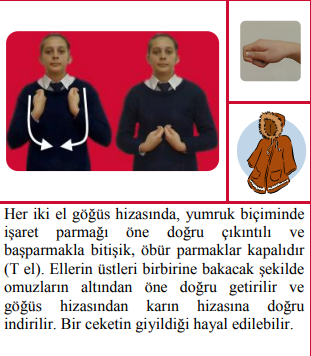 Her iki el göğüs hizasında, yumruk biçiminde
işaret parmağı öne doğru çıkıntılı ve
başparmakla bitişik, öbür parmaklar kapalıdır
(T el). Ellerin üstleri birbirine bakacak şekilde
omuzların altından öne doğru getirilir ve
göğüs hizasından karın hizasına doğru
indirilir. Bir ceketin giyildiği hayal edilebilir.